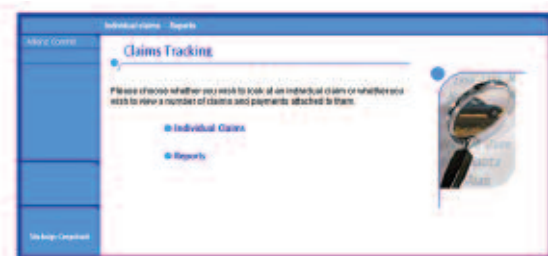 Individual claims Reports
Claims Tracking
Please choose whether you wish to look at an individual claim or whether you
wish to view a number of claims and payments attached to them.
Individual Claims
Reports